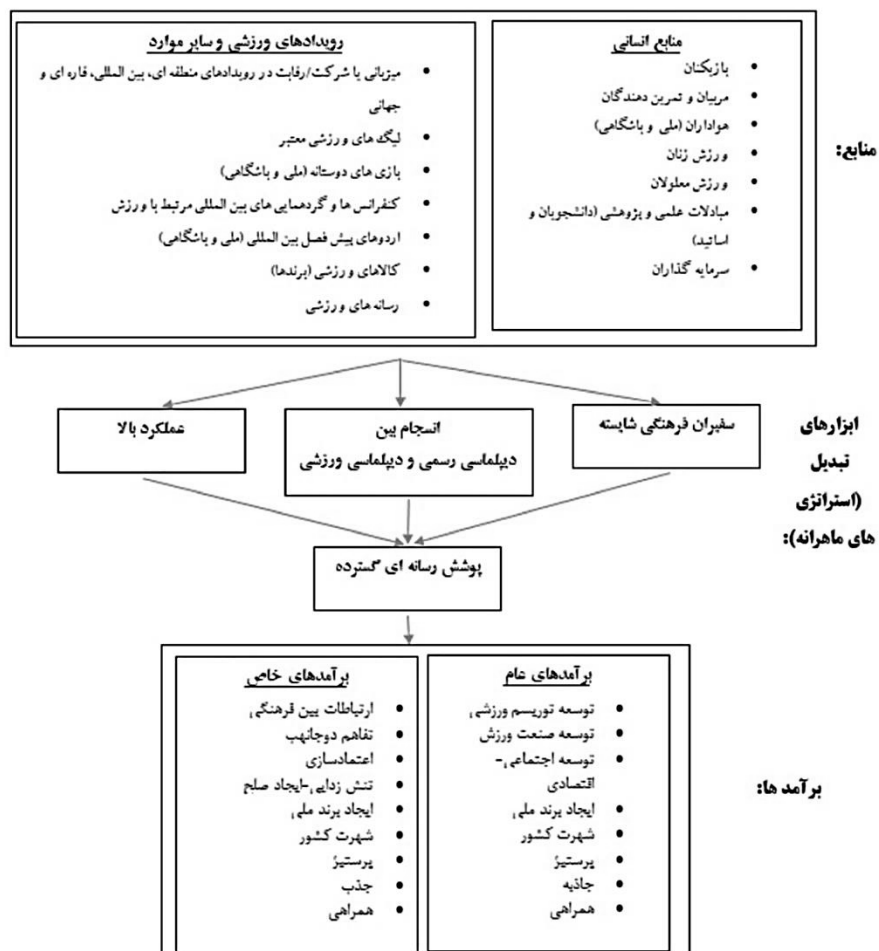 منابع:
منابع انسانی
بازیکنان
مربیان و تمرین دهندگان
هواداران (ملی و باشگاهی)
ورزش زنان
ورزش معلولان
مبادلات علمی و پژوهشی (دانشجویان و
اساتید)
سرمایه گذاران
رویدادهای ورزشی و سایر موارد
میزبانی یا شرکت/رقابت در رویدادهای منطقه ای، بین المللی، قاره ای و
جهانی
لیگ های ورزشی معتبر
بازی های دوستانه (ملی و باشگاهی)
کنفرانس ها و گردهمایی های بین المللی مرتبط با ورزش
اردوهای پیش فصل بین المللی (ملی و باشگاهی)
کالاهای ورزشی (برندها)
رسانه های ورزشی
ابزارهای
تبدیل
(استراتژی
های ماهرانه):
سفیران فرهنگی شایسته
انسجام بین
دیپلماسی رسمی و دیپلماسی ورزشی
عملکرد بالا
پوشش رسانه ای گسترده
برآمد ها:
برآمدهای عام
توسعه توریسم ورزشی
توسعه صنعت ورزش
توسعه اجتماعی-
اقتصادی
ایجاد برند ملی
شهرت کشور
پرستیژ
جاذبه
همراهی
برآمدهای خاص
ارتباطات بین فرهنگی
تفاهم دوجانهب
اعتمادسازی
تنش زدایی-ایجاد صلح
ایجاد برند ملی
شهرت کشور
پرستیژ
جذب
همراهی